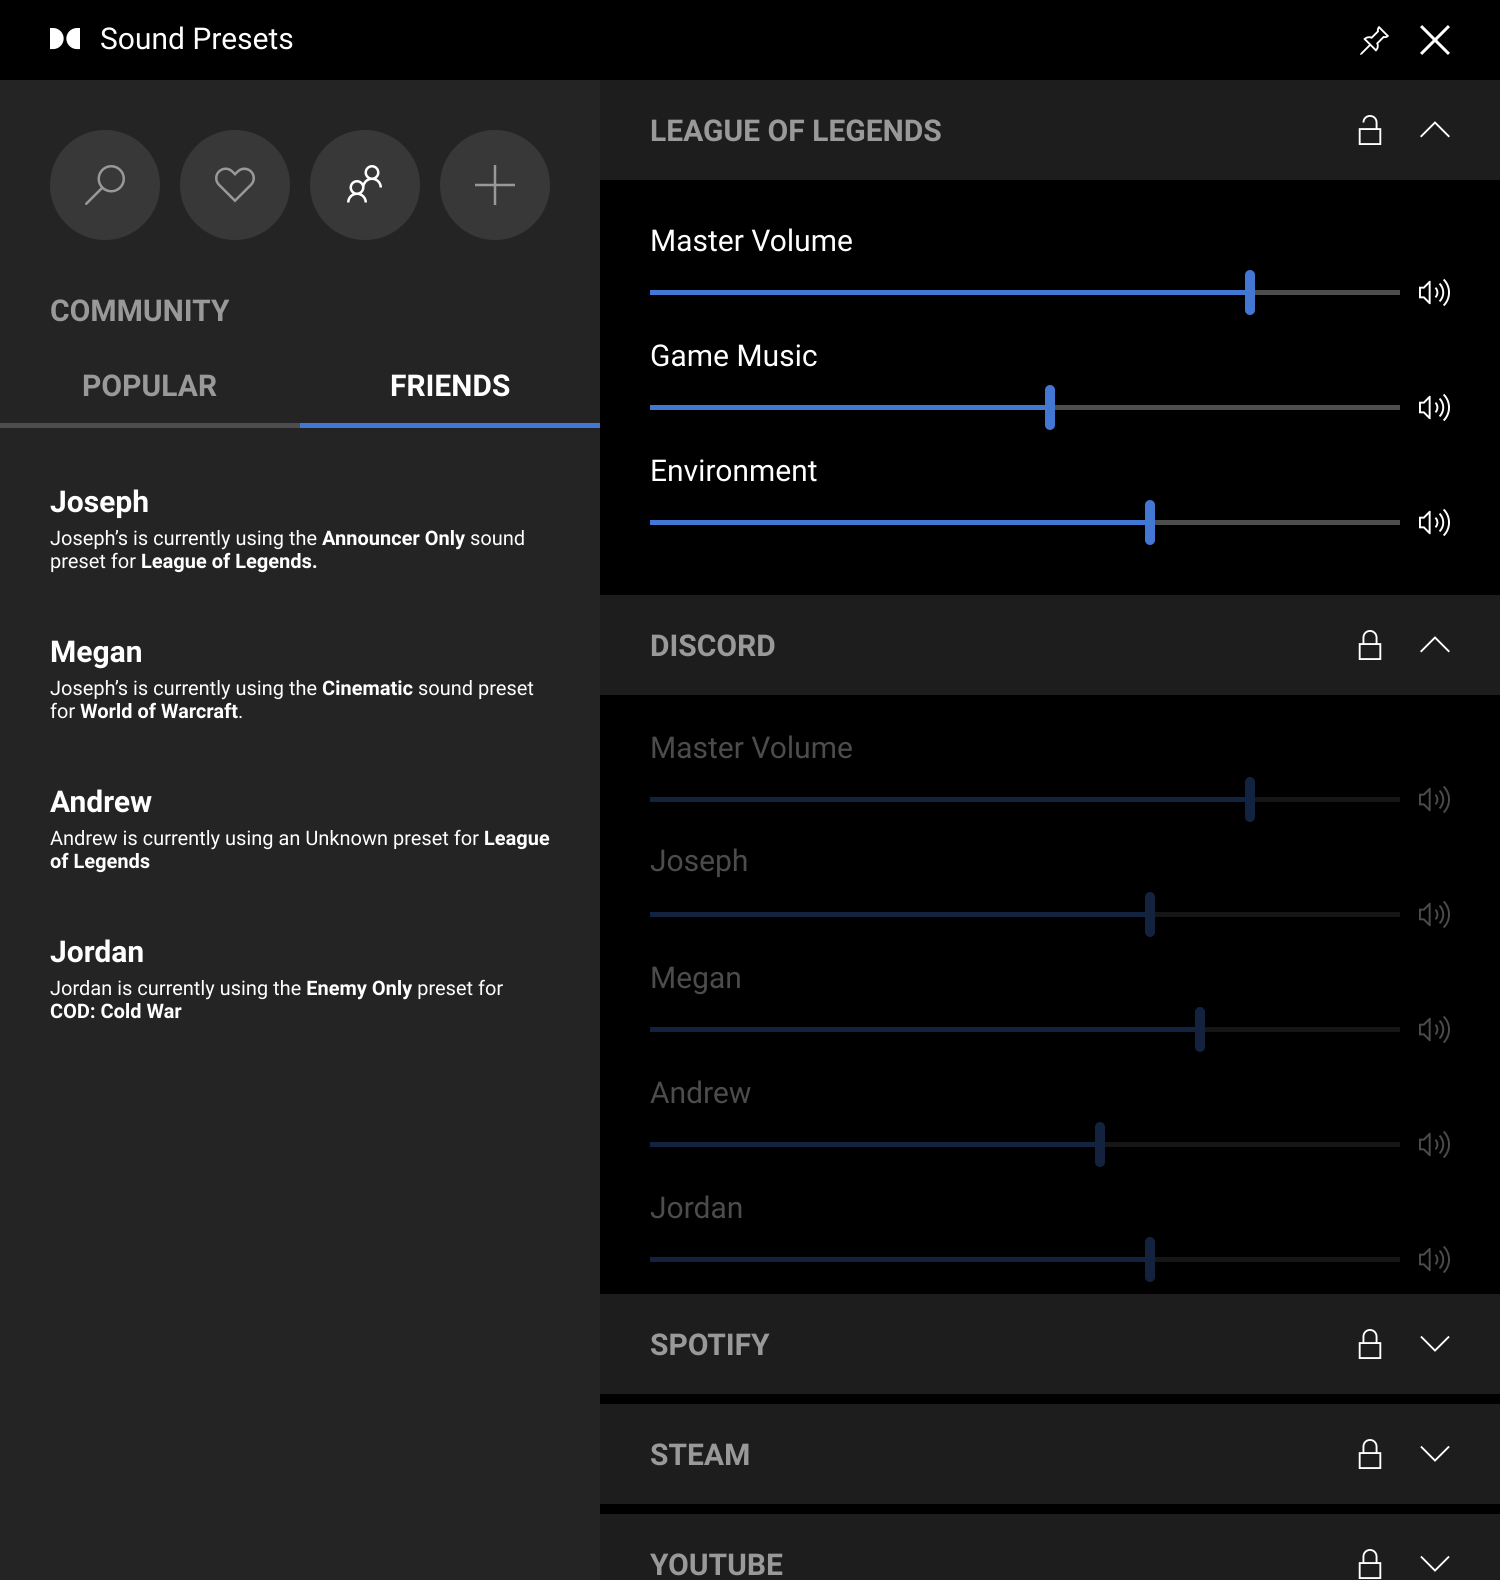 Sound Presets
COMMUNITY
POPULAR
FRIENDS
Joseph
Joseph’s is currently using the Announcer Only sound
preset for League of Legends.
Megan
Joseph’s is currently using the Cinematic sound preset
for World of Warcraft.
Andrew
Andrew is currently using an Unknown preset for League
of Legends
Jordan
Jordan is currently using the Enemy Only preset for
COD: Cold War
LEAGUE OF LEGENDS
Master Volume
Game Music
Environment
DISCORD
Master Volume
Joseph
Megan
Andrew
Jordan
SPOTIFY
STEAM
YOUTUBE